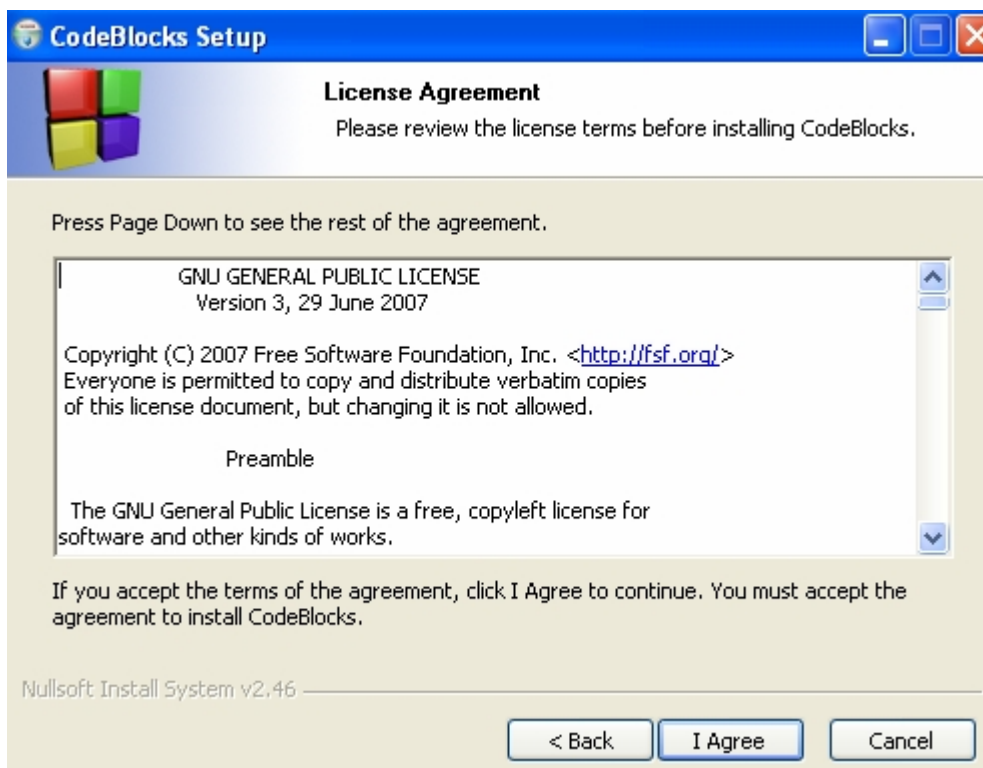 CodeBlocks Setup
License Agreement
Please review the license terms before installing CodeBlocks.
Press Page Down to see the rest of the agreement.
GNU GENERAL PUBLIC LICENSE
Version 3, 29 June 2007
Copyright (C) 2007 Free Software Foundation, Inc. <http://fsf.org/>
Everyone is permitted to copy and distribute verbatim copies
of this license document, but changing it is not allowed.
Preamble
The GNU General Public License is a free, copyleft license for
software and other kinds of works.
If you accept the terms of the agreement, click I Agree to continue. You must accept the
agreement to install CodeBlocks.
Nullsoft Install System v2.46
< Back I Agree Cancel